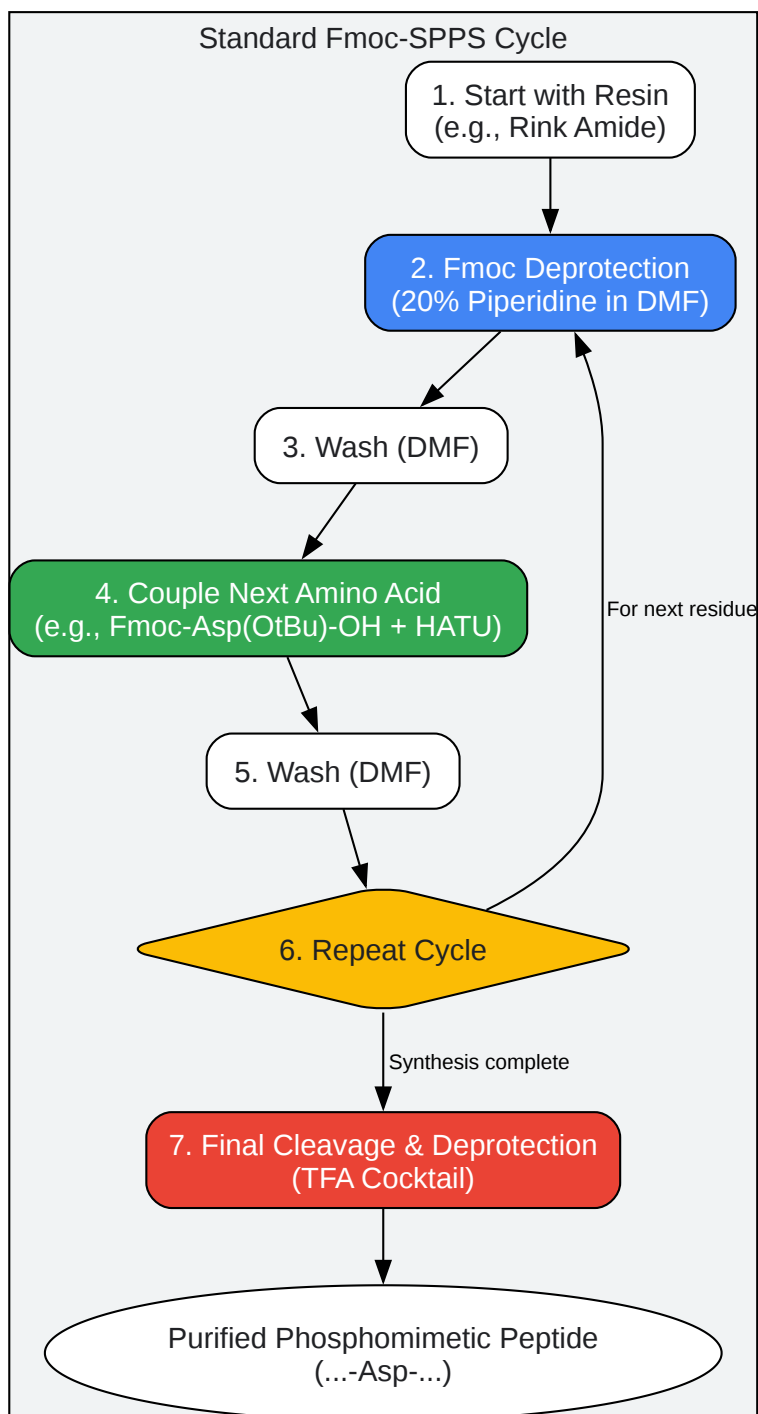 Standard Fmoc-SPPS Cycle
1. Start with Resin
(e.g., Rink Amide)
2. Fmoc Deprotection
(20% Piperidine in DMF)
3. Wash (DMF)
4. Couple Next Amino Acid
(e.g., Fmoc-Asp(OtBu)-OH + HATU)
For next residue
5. Wash (DMF)
6. Repeat Cycle
Synthesis complete
7. Final Cleavage & Deprotection
(TFA Cocktail)
Purified Phosphomimetic Peptide
(...-Asp-...)